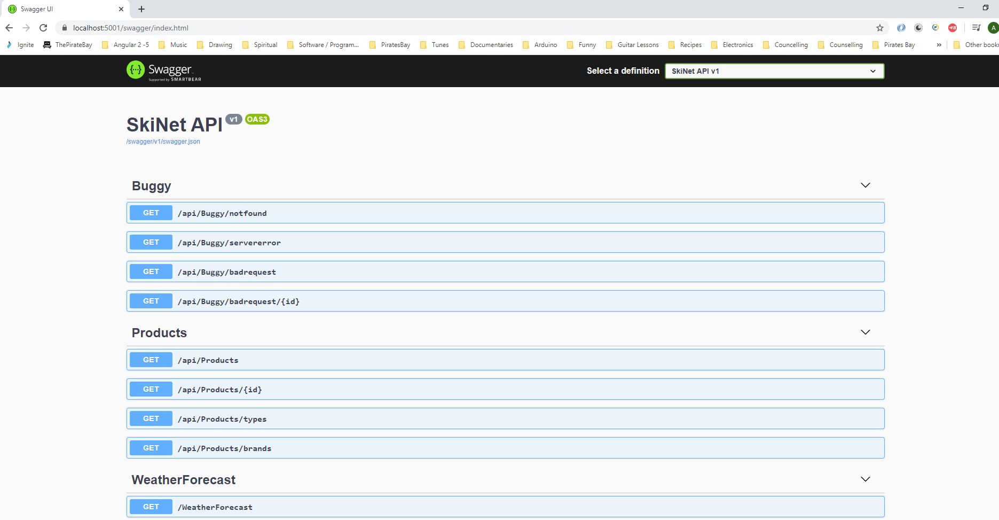 Swagger UI
localhost:5001/swagger/index.html
A
Ignite ThePirateBay Angular 2 -5 Music Drawing Spiritual Software / Program... PiratesBay Tunes Documentaries Arduino Funny Guitar Lessons Recipes Electronics Councelling Counselling Pirates Bay » Other book
{···} Swagger
Supported by SMARTBEAR
Select a definition SkiNet API v1
SkiNet API v1 OAS3
/swagger/v1/swagger.json
Buggy
GET /api/Buggy/notfound
GET /api/Buggy/servererror
GET /api/Buggy/badrequest
GET /api/Buggy/badrequest/{id}
Products
GET /api/Products
GET /api/Products/{id}
GET /api/Products/types
GET /api/Products/brands
WeatherForecast
GET /WeatherForecast